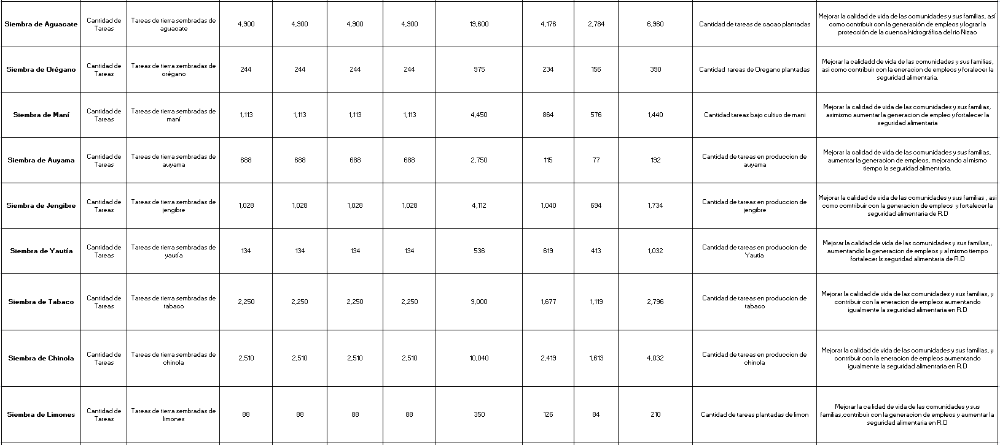 Siembra de Aguacate
Cantidad de
Tareas
Tareas de tierra sembradas de
aguacate
4,900
4,900
4,900
4,900
19,600
4,176
2,784
6,960
Cantidad de tareas de cacao plantadas
Mejorar la calidad de vida de las comunidades y sus familias, así
como contribuir con la generación de empleos y lograr la
protección de la cuenca hidrográfica del rio Nizao
Siembra de Orégano
Cantidad de
Tareas
Tareas de tierra sembradas de
orégano
244
244
244
244
975
234
156
390
Cantidad tareas de Oregano plantadas
Mejorar la calidadd de vida de las comunidades y sus familias,
asi como contribuir con la eneracion de empleos y foralecer la
seguridad alimentaria.
Siembra de Maní
Cantidad de
Tareas
Tareas de tierra sembradas de
maní
1,113
1,113
1,113
1,113
4,450
864
576
1,440
Cantidad tareas bajo cultivo de mani
Mejorar la calidad de vida de las comunidades y sus familias,
asimismo aumentar la generacion de empleo y fortalecer la
seguridad alimentaria
Siembra de Auyama
Cantidad de
Tareas
Tareas de tierra sembradas de
auyama
688
688
688
688
2,750
115
77
192
Cantidad de tareas en produccion de
auyama
Mejorar la calidad de vida de las comunidades y sus familias,
aumentar la generacion de empleos, mejorando al mismo
tiempo la seguridad alimentaria.
Siembra de Jengibre
Cantidad de
Tareas
Tareas de tierra sembradas de
jengibre
1,028
1,028
1,028
1,028
4,112
1,040
694
1,734
Cantidad de tareas en produccion de
jengibre
Mejorar la calidad de vida de las comunidades y sus familias , asi
como comtribuir con la generacion de empleos y fortalecer la
seguridad alimentaria de R.D
Siembra de Yautía
Cantidad de
Tareas
Tareas de tierra sembradas de
yautía
134
134
134
134
536
619
413
1,032
Cantidad de tareas en produccion de
Yautia
Mejorar la calidad de vida de las comunidades y sus familias,,
aumentandio la generacion de empleos y al mismo tiempo
fortalecer ls seguridad alimentaria de R.D
Siembra de Tabaco
Cantidad de
Tareas
Tareas de tierra sembradas de
tabaco
2,250
2,250
2,250
2,250
9,000
1,677
1,119
2,796
Cantidad de tareas en produccion de
tabaco
Mejorar la calidad de vida de las comunidades y sus familias, y
contribuir con la eneracion de empleos aumentando
igualmente la seguridad alimentaria en R.D
Siembra de Chinola
Cantidad de
Tareas
Tareas de tierra sembradas de
chinola
2,510
2,510
2,510
2,510
10,040
2,419
1,613
4,032
Cantidad de tareas en produccion de
chinola
Mejorar la calidad de vida de las comunidades y sus familias, y
contribuir con la eneracion de empleos aumentando
igualmente la seguridad alimentaria en R.D
Siembra de Limones
Cantidad de
Tareas
Tareas de tierra sembradas de
limones
88
88
88
88
350
126
84
210
Cantidad de tareas plantadas de limon
Mejorar la ca lidad de vida de las comunidades y sus
familias,contribuir con la generacion de empleos y aumentar la
seguridad alimentaria en R.D